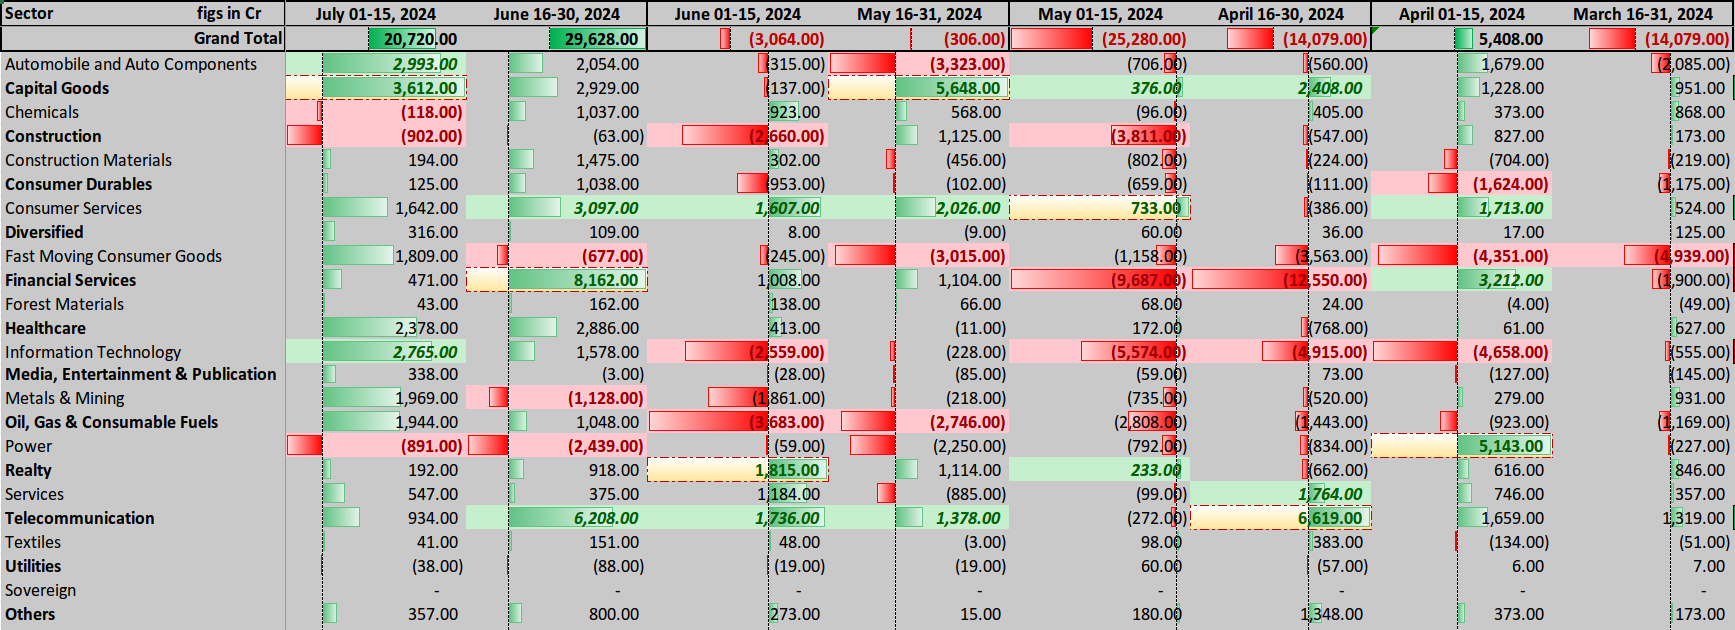 Sector figs in Cr July 01-15, 2024 June 16-30, 2024 June 01-15, 2024 May 16-31, 2024 May 01-15, 2024 April 16-30, 2024 April 01-15, 2024 March 16-31, 2024
Grand Total 20,720.00 29,628.00 (3,064.00) (306.00) (25,280.00) (14,079.00) 5,408.00 (14,079.00)
Automobile and Auto Components 2,993.00 2,054.00 (315.00) (3,323.00) (706.00) (560.00) 1,679.00 (2,085.00)
Capital Goods 3,612.00 2,929.00 (137.00) 5,648.00 376.00 2,408.00 1,228.00 951.00
Chemicals (118.00) 1,037.00 923.00 568.00 (96.00) 405.00 373.00 868.00
Construction (902.00) (63.00) (2,660.00) 1,125.00 (3,811.00) (547.00) 827.00 173.00
Construction Materials 194.00 1,475.00 302.00 (456.00) (802.00) (224.00) (704.00) (219.00)
Consumer Durables 125.00 1,038.00 (953.00) (102.00) (659.00) (111.00) (1,624.00) (1,175.00)
Consumer Services 1,642.00 3,097.00 1,607.00 2,026.00 733.00 (386.00) 1,713.00 524.00
Diversified 316.00 109.00 8.00 (9.00) 60.00 36.00 17.00 125.00
Fast Moving Consumer Goods 1,809.00 (677.00) (245.00) (3,015.00) (1,158.00) (3,563.00) (4,351.00) (4,939.00)
Financial Services 471.00 8,162.00 1,008.00 1,104.00 (9,687.00) (12,550.00) 3,212.00 (1,900.00)
Forest Materials 43.00 162.00 138.00 66.00 68.00 24.00 (4.00) (49.00)
Healthcare 2,378.00 2,886.00 413.00 (11.00) 172.00 (768.00) 61.00 627.00
Information Technology 2,765.00 1,578.00 (2,559.00) (228.00) (5,574.00) (4,915.00) (4,658.00) (555.00)
Media, Entertainment & Publication 338.00 (3.00) (28.00) (85.00) (59.00) 73.00 (127.00) (145.00)
Metals & Mining 1,969.00 (1,128.00) (1,861.00) (218.00) (735.00) (520.00) 279.00 931.00
Oil, Gas & Consumable Fuels 1,944.00 1,048.00 (3,683.00) (2,746.00) (2,808.00) (1,443.00) (923.00) (1,169.00)
Power (891.00) (2,439.00) (59.00) (2,250.00) (792.00) (834.00) 5,143.00 (227.00)
Realty 192.00 918.00 1,815.00 1,114.00 233.00 (662.00) 616.00 846.00
Services 547.00 375.00 1,184.00 (885.00) (99.00) 1,764.00 746.00 357.00
Telecommunication 934.00 6,208.00 1,736.00 1,378.00 (272.00) 6,619.00 1,659.00 1,319.00
Textiles 41.00 151.00 48.00 (3.00) 98.00 383.00 (134.00) (51.00)
Utilities (38.00) (88.00) (19.00) (19.00) 60.00 (57.00) 6.00 7.00
Sovereign - - - - - - - -
Others 357.00 800.00 273.00 15.00 180.00 1,348.00 373.00 173.00